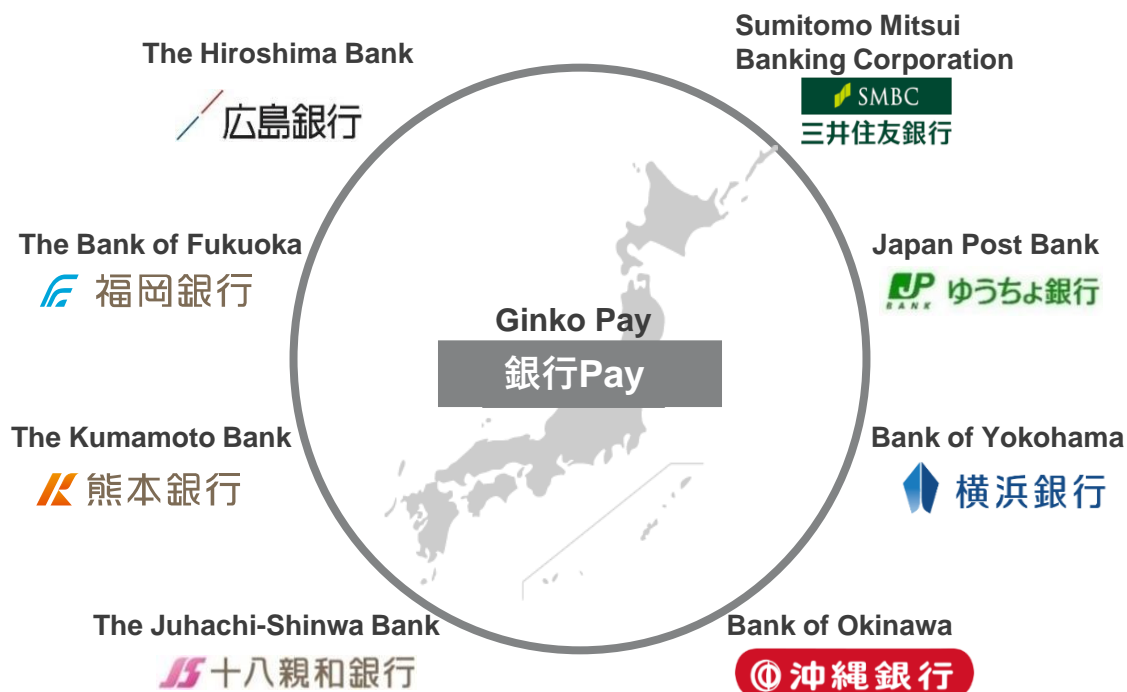 Sumitomo Mitsui
Banking Corporation
SMBC
三井住友銀行
The Hiroshima Bank
広島銀行
The Bank of Fukuoka
福岡銀行
Japan Post Bank
JP
BANK
ゆうちょ銀行
Ginko Pay
銀行Pay
The Kumamoto Bank
熊本銀行
Bank of Yokohama
横浜銀行
The Juhachi-Shinwa Bank
十八親和銀行
Bank of Okinawa
沖縄銀行